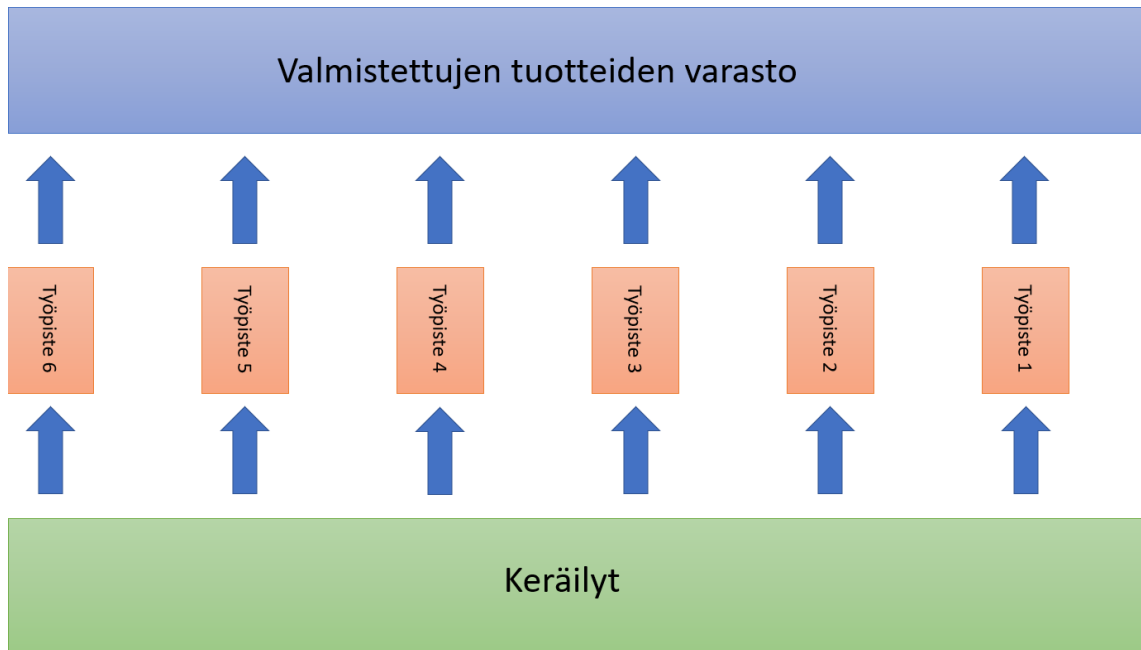 Valmistettujen tuotteiden varasto
Työpiste 6
Työpiste 5
Työpiste 4
Työpiste 3
Työpiste 2
Työpiste 1
Keräilyt